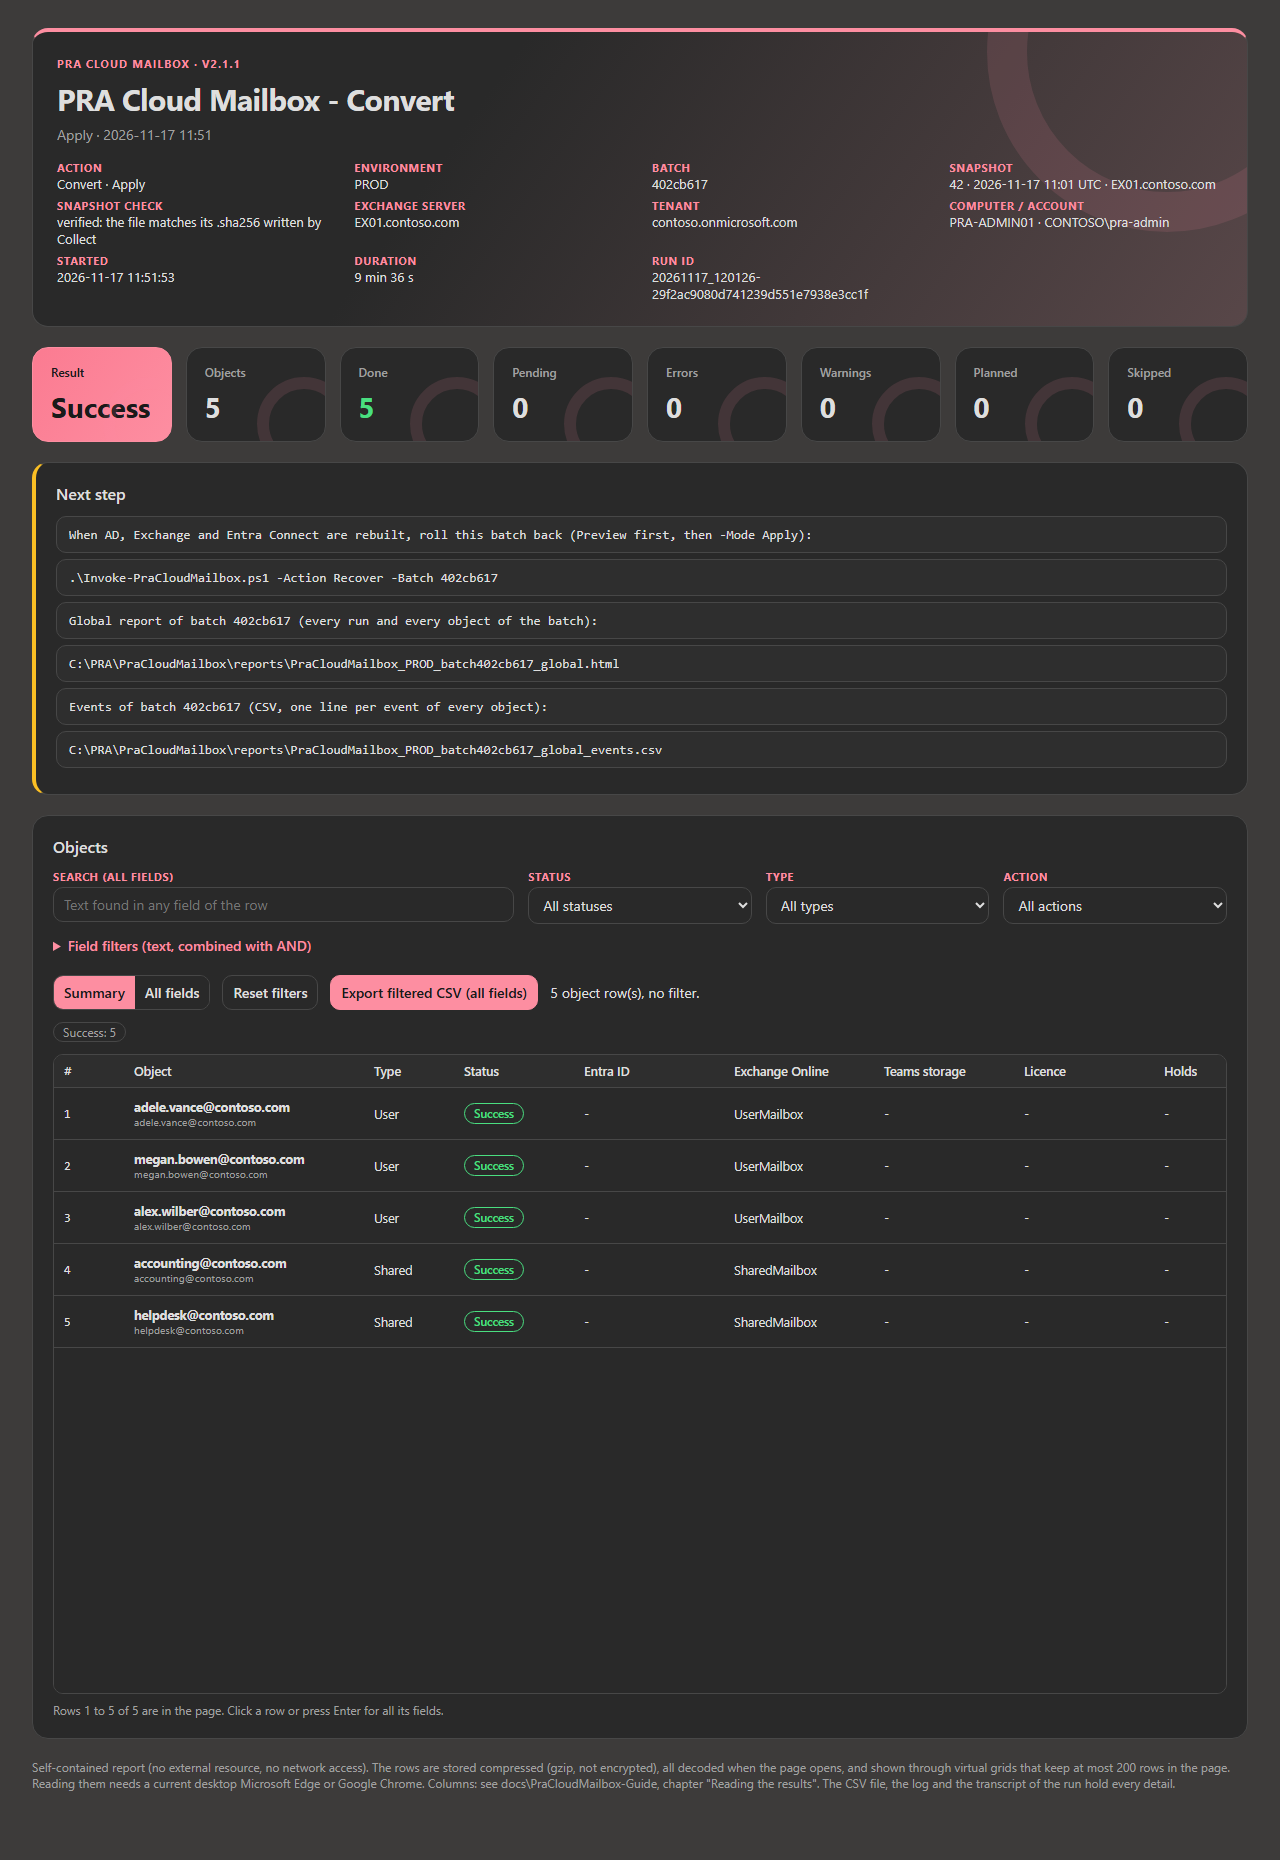 PRA CLOUD MAILBOX · V2.1.1
PRA Cloud Mailbox - Convert
Apply · 2026-11-17 11:51
ACTION
Convert · Apply
ENVIRONMENT
PROD
BATCH
402cb617
SNAPSHOT
42 · 2026-11-17 11:01 UTC · EX01.contoso.com
SNAPSHOT CHECK
verified: the file matches its .sha256 written by
Collect
EXCHANGE SERVER
EX01.contoso.com
TENANT
contoso.onmicrosoft.com
COMPUTER / ACCOUNT
PRA-ADMIN01 · CONTOSO\pra-admin
STARTED
2026-11-17 11:51:53
DURATION
9 min 36 s
RUN ID
20261117_120126-
29f2ac9080d741239d551e7938e3cc1f
Result
Success
Objects
5
Done
5
Pending
0
Errors
0
Warnings
0
Planned
0
Skipped
0
Next step
When AD, Exchange and Entra Connect are rebuilt, roll this batch back (Preview first, then -Mode Apply):
.\Invoke-PraCloudMailbox.ps1 -Action Recover -Batch 402cb617
Global report of batch 402cb617 (every run and every object of the batch):
C:\PRA\PraCloudMailbox\reports\PraCloudMailbox_PROD_batch402cb617_global.html
Events of batch 402cb617 (CSV, one line per event of every object):
C:\PRA\PraCloudMailbox\reports\PraCloudMailbox_PROD_batch402cb617_global_events.csv
Objects
SEARCH (ALL FIELDS)
Text found in any field of the row
STATUS
All statuses
TYPE
All types
ACTION
All actions
Field filters (text, combined with AND)
Summary All fields Reset filters Export filtered CSV (all fields) 5 object row(s), no filter.
Success: 5
# Object Type Status Entra ID Exchange Online Teams storage Licence Holds
1 adele.vance@contoso.com User Success - UserMailbox - - -
adele.vance@contoso.com
2 megan.bowen@contoso.com User Success - UserMailbox - - -
megan.bowen@contoso.com
3 alex.wilber@contoso.com User Success - UserMailbox - - -
alex.wilber@contoso.com
4 accounting@contoso.com Shared Success - SharedMailbox - - -
accounting@contoso.com
5 helpdesk@contoso.com Shared Success - SharedMailbox - - -
helpdesk@contoso.com
Rows 1 to 5 of 5 are in the page. Click a row or press Enter for all its fields.
Self-contained report (no external resource, no network access). The rows are stored compressed (gzip, not encrypted), all decoded when the page opens, and shown through virtual grids that keep at most 200 rows in the page.
Reading them needs a current desktop Microsoft Edge or Google Chrome. Columns: see docs\PraCloudMailbox-Guide, chapter "Reading the results". The CSV file, the log and the transcript of the run hold every detail.